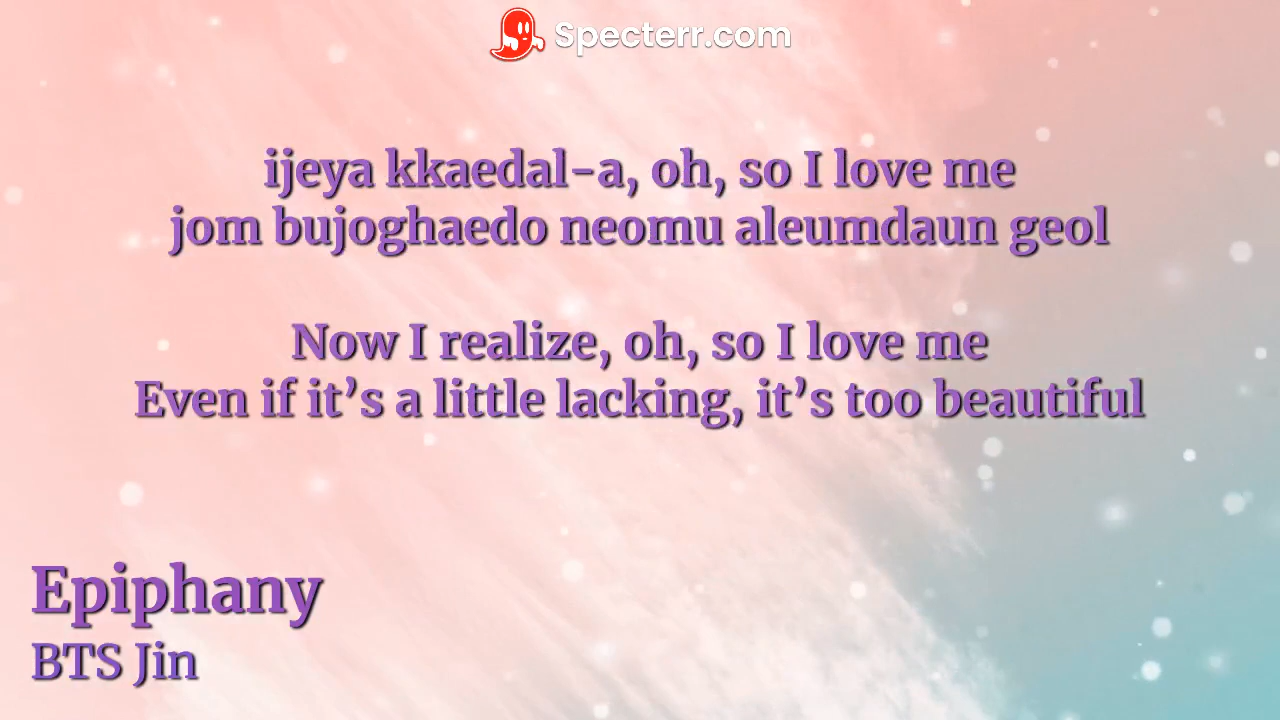 Specterr.com
ijeya kkaedal-a, oh, so I love me
jom bujoghaedo neomu aleumdaun geol
Now I realize, oh, so I love me
Even if it’s a little lacking, it’s too beautiful
Epiphany
BTS Jin